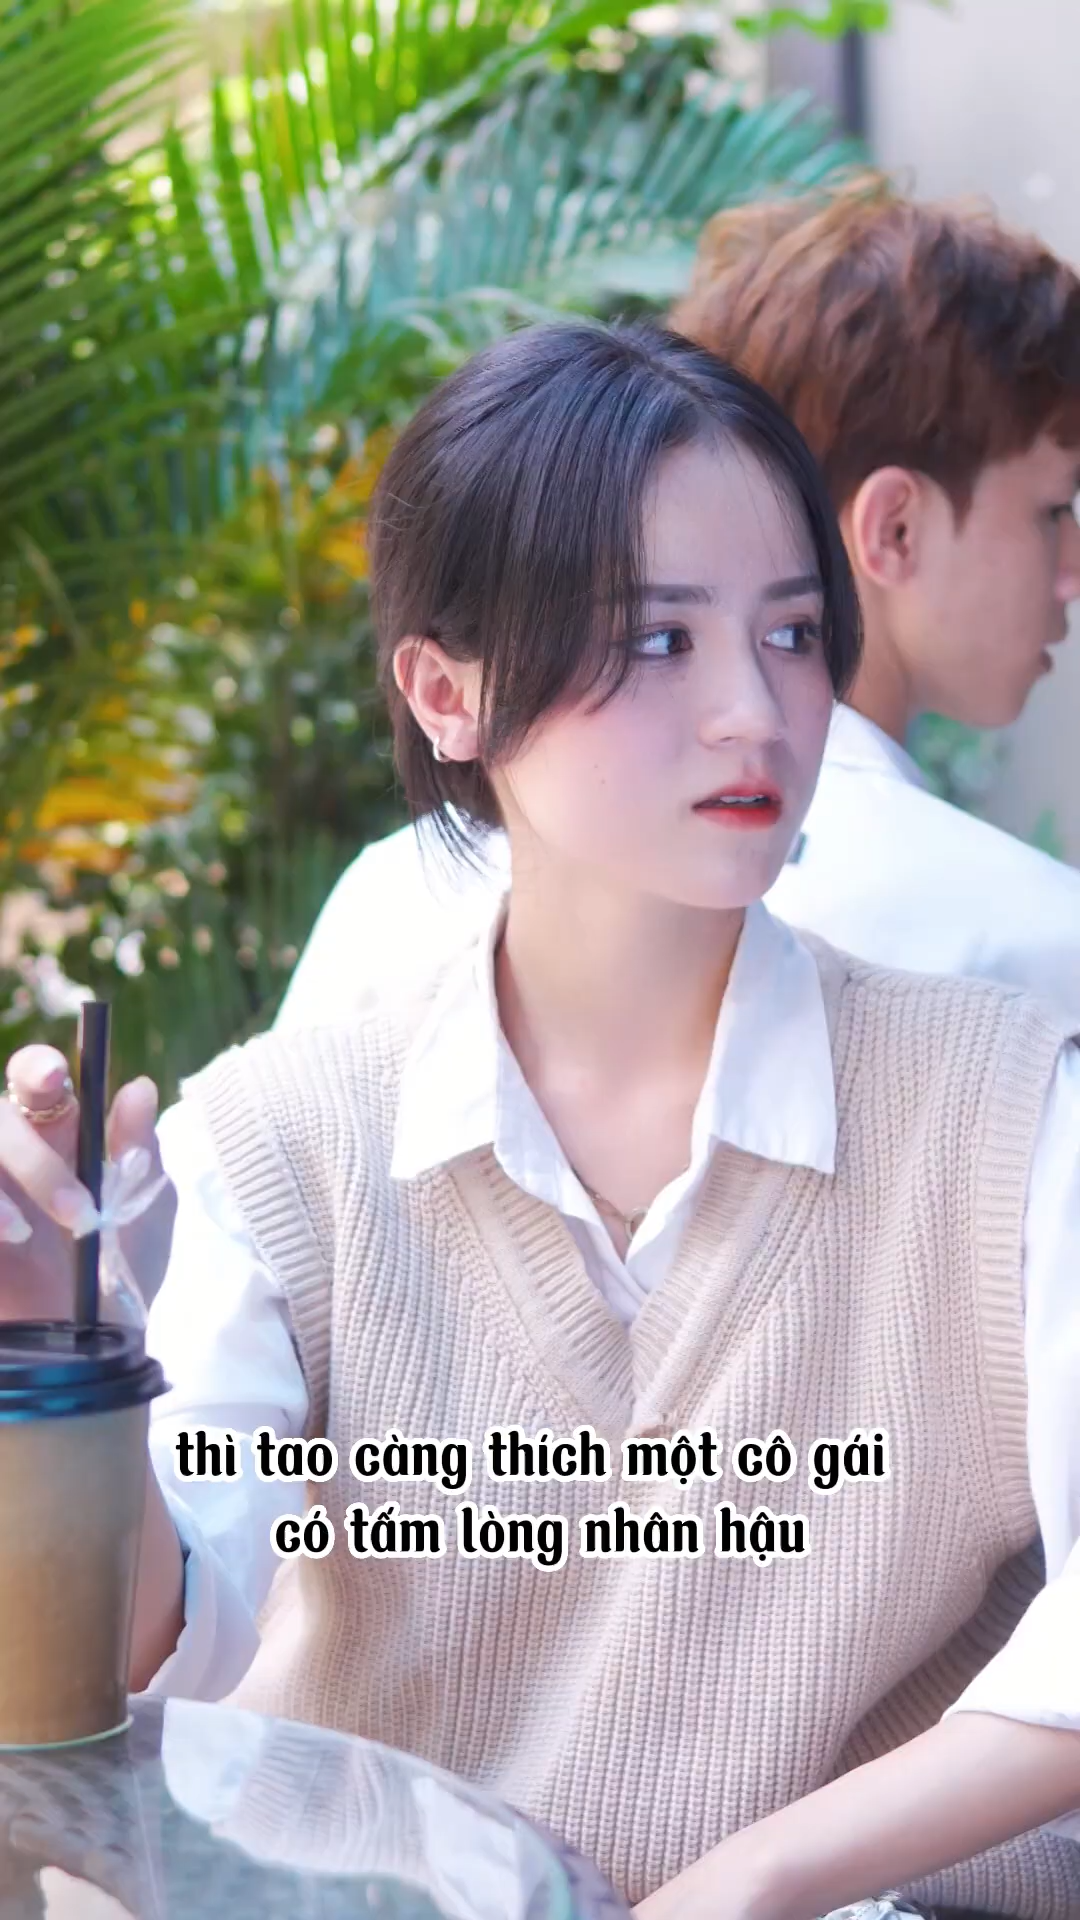 thì tao càng thích một cô gái
có tấm lòng nhân hậu